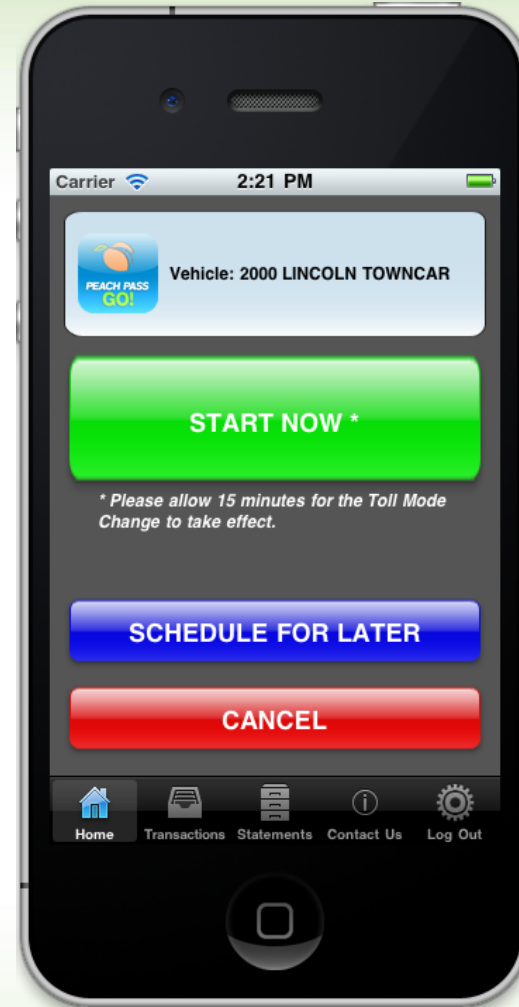 Carrier 2:21 PM
PEACH PASS
GO!
Vehicle: 2000 LINCOLN TOWNCAR
START NOW *
* Please allow 15 minutes for the Toll Mode
Change to take effect.
SCHEDULE FOR LATER
CANCEL
Home Transactions Statements Contact Us Log Out